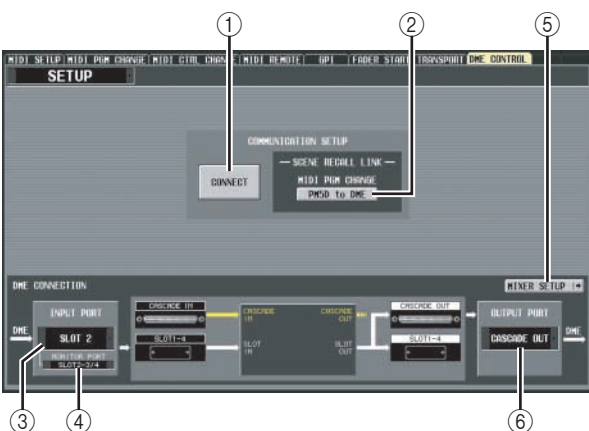 ① ② ⑤
MIDI SETUP MIDI PGM CHANGE MIDI CTRL CHANGE MIDI REMOTE GPI FADER START TRANSPORT DME CONTROL
SETUP
COMMUNICATION SETUP
CONNECT
SCENE RECALL LINK
MIDI PGM CHANGE
PM5D to DME
DME CONNECTION
MIXER SETUP
INPUT PORT
DME
SLOT 2
MONITOR PORT
SLOT2-3/4
CASCADE IN
SLOT1-4
CASCADE IN
CASCADE OUT
SLOT IN
SLOT OUT
CASCADE OUT
SLOT1-4
OUTPUT PORT
CASCADE OUT
DME
③ ④ ⑥